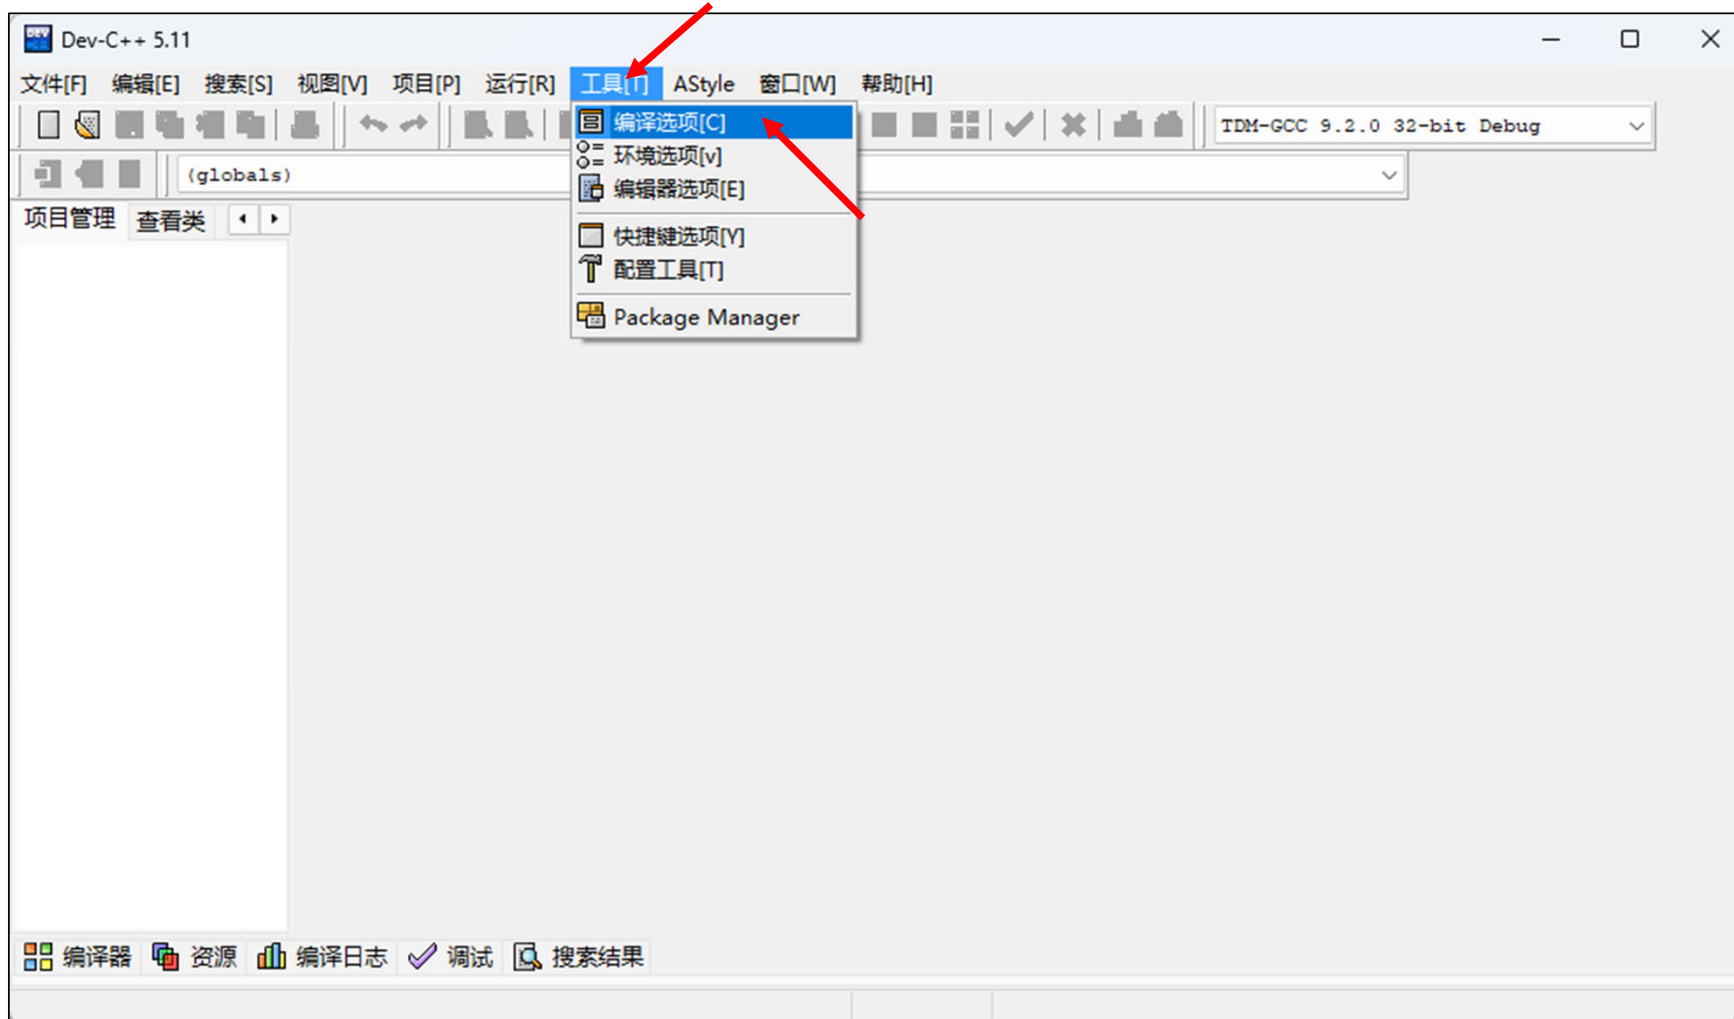 Dev-C++ 5.11
文件[F] 编辑[E] 搜索[S] 视图[V] 项目[P] 运行[R] 工具[T] AStyle 窗口[W] 帮助[H]
编译选项[C]
TDM-GCC 9.2.0 32-bit Debug
环境选项[v]
(globals)
编辑器选项[E]
项目管理 查看类
快捷键选项[Y]
配置工具[T]
Package Manager
编译器 资源 编译日志 调试 搜索结果